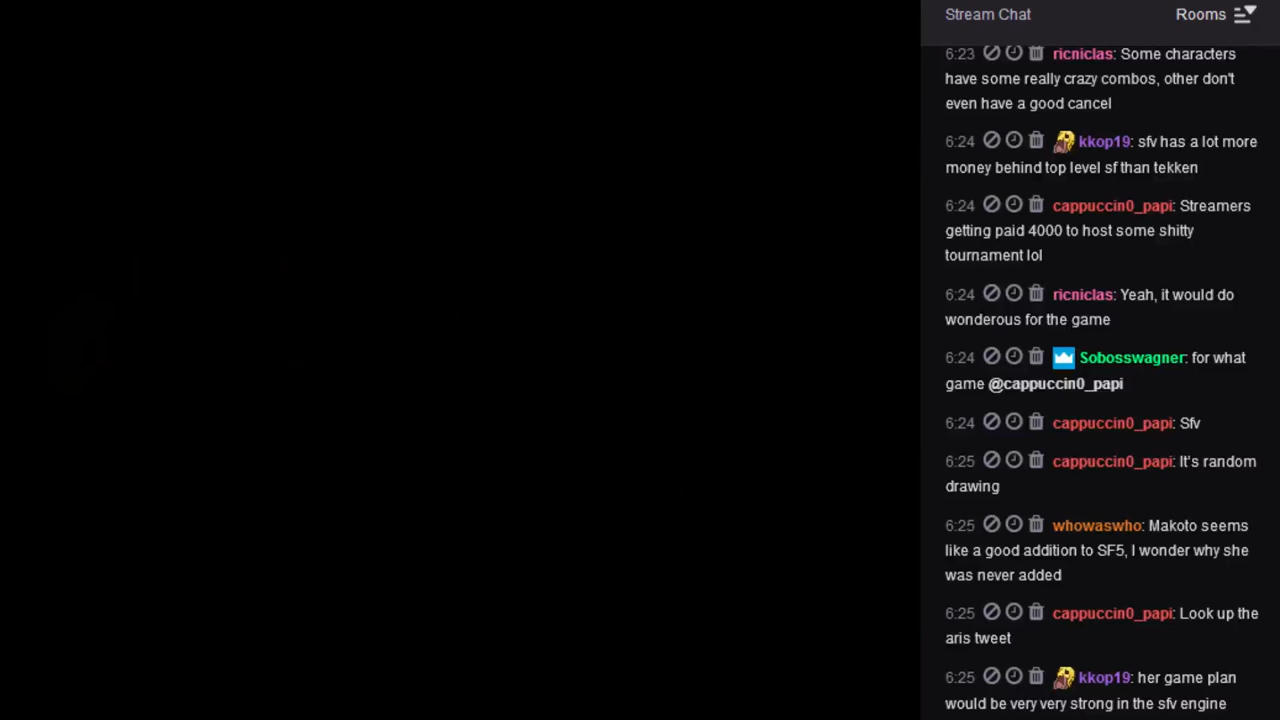 Stream Chat
Rooms
6:23 ricniclas: Some characters
have some really crazy combos, other don't
even have a good cancel
6:24 kkop19: sfv has a lot more
money behind top level sf than tekken
6:24 cappuccin0_papi: Streamers
getting paid 4000 to host some shitty
tournament lol
6:24 ricniclas: Yeah, it would do
wonderous for the game
6:24 Sobosswagner: for what
game @cappuccin0_papi
6:24 cappuccin0_papi: Sfv
6:25 cappuccin0_papi: It's random
drawing
6:25 whowaswho: Makoto seems
like a good addition to SF5, I wonder why she
was never added
6:25 cappuccin0_papi: Look up the
aris tweet
6:25 kkop19: her game plan
would be very very strong in the sfv engine